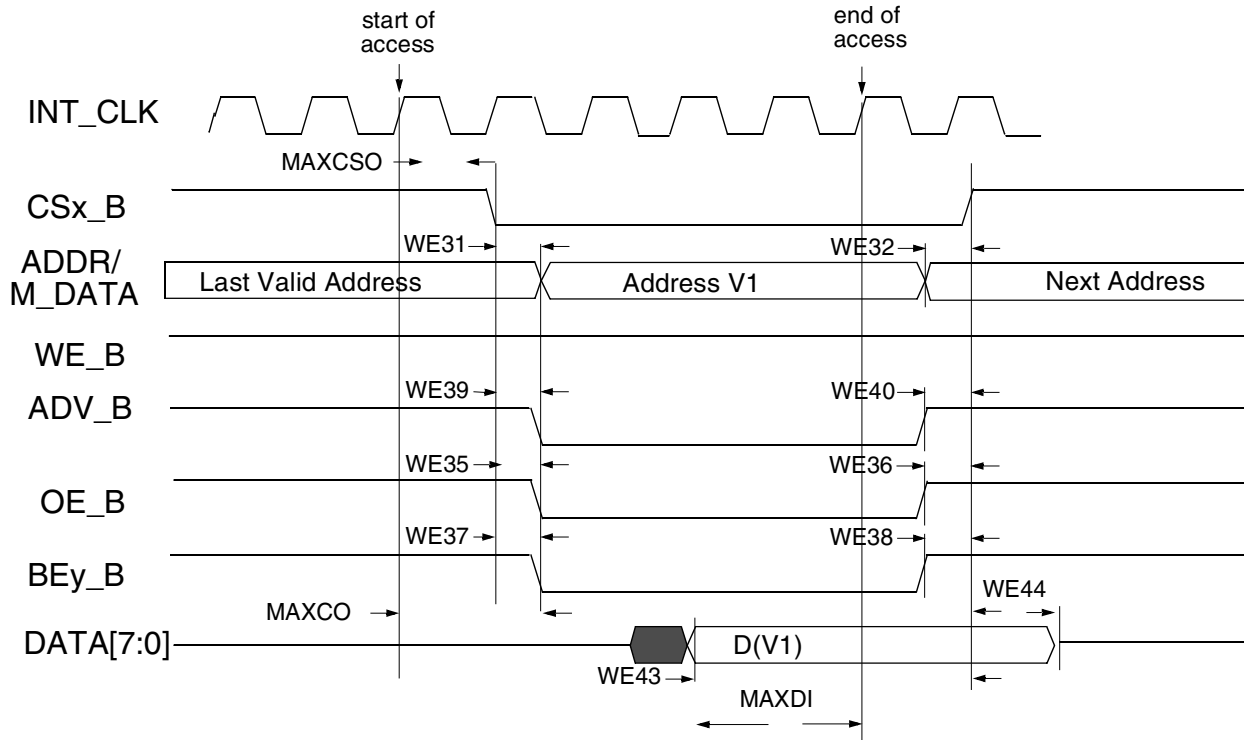 start of
access
end of
access
INT_CLK
MAXCSO
CSx_B
WE31
WE32
ADDR/
M_DATA
Last Valid Address
Address V1
Next Address
WE_B
WE39
WE40
ADV_B
WE35
WE36
OE_B
WE37
WE38
BEy_B
WE44
MAXCO
DATA[7:0]
D(V1)
WE43
MAXDI